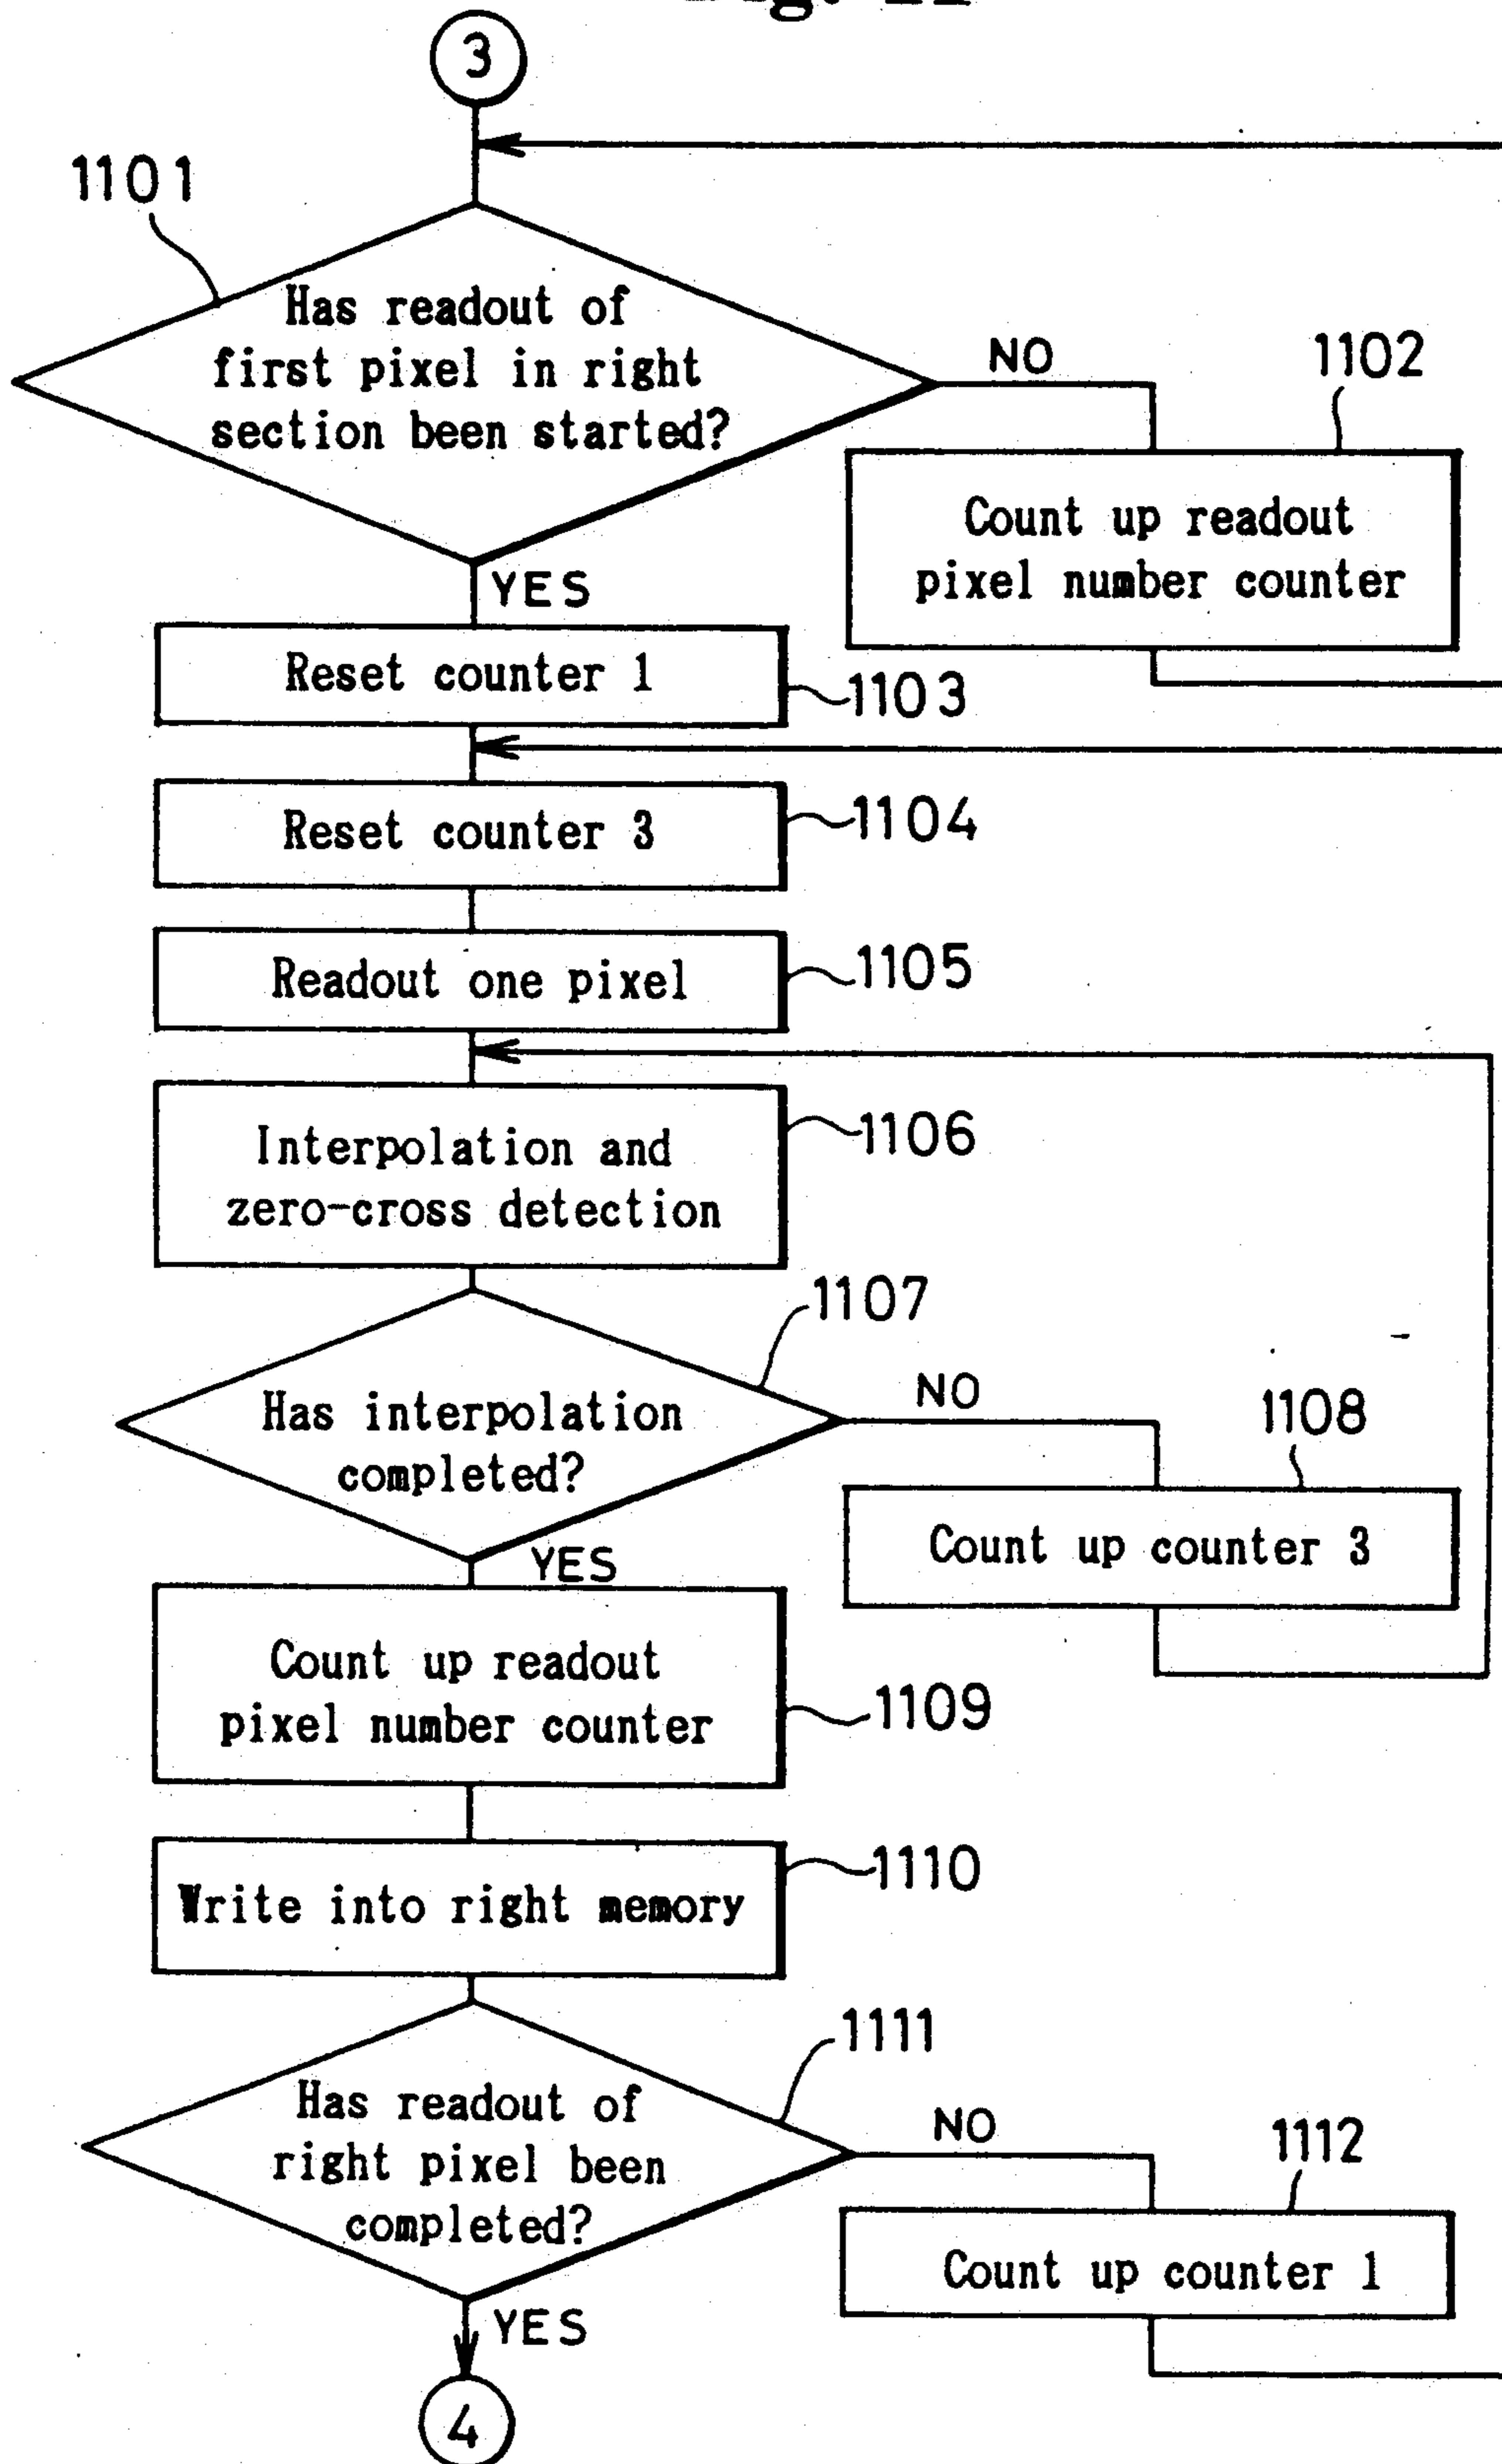 3
1101
Has readout of
first pixel in right
section been started?
NO
1102
Count up readout
pixel number counter
YES
Reset counter 1
1103
Reset counter 3
1104
Readout one pixel
1105
Interpolation and
zero-cross detection
1106
1107
Has interpolation
completed?
NO
1108
Count up counter 3
YES
Count up readout
pixel number counter
1109
Write into right memory
1110
1111
Has readout of
right pixel been
completed?
NO
1112
Count up counter 1
YES
4